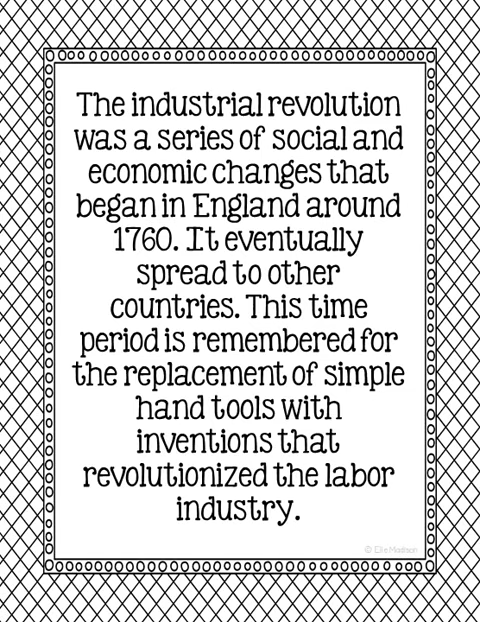 The industrial revolution
was a series of social and
economic changes that
began in England around
1760. It eventually
spread to other
countries. This time
period is remembered for
the replacement of simple
hand tools with
inventions that
revolutionized the labor
industry.
© Elle Madison